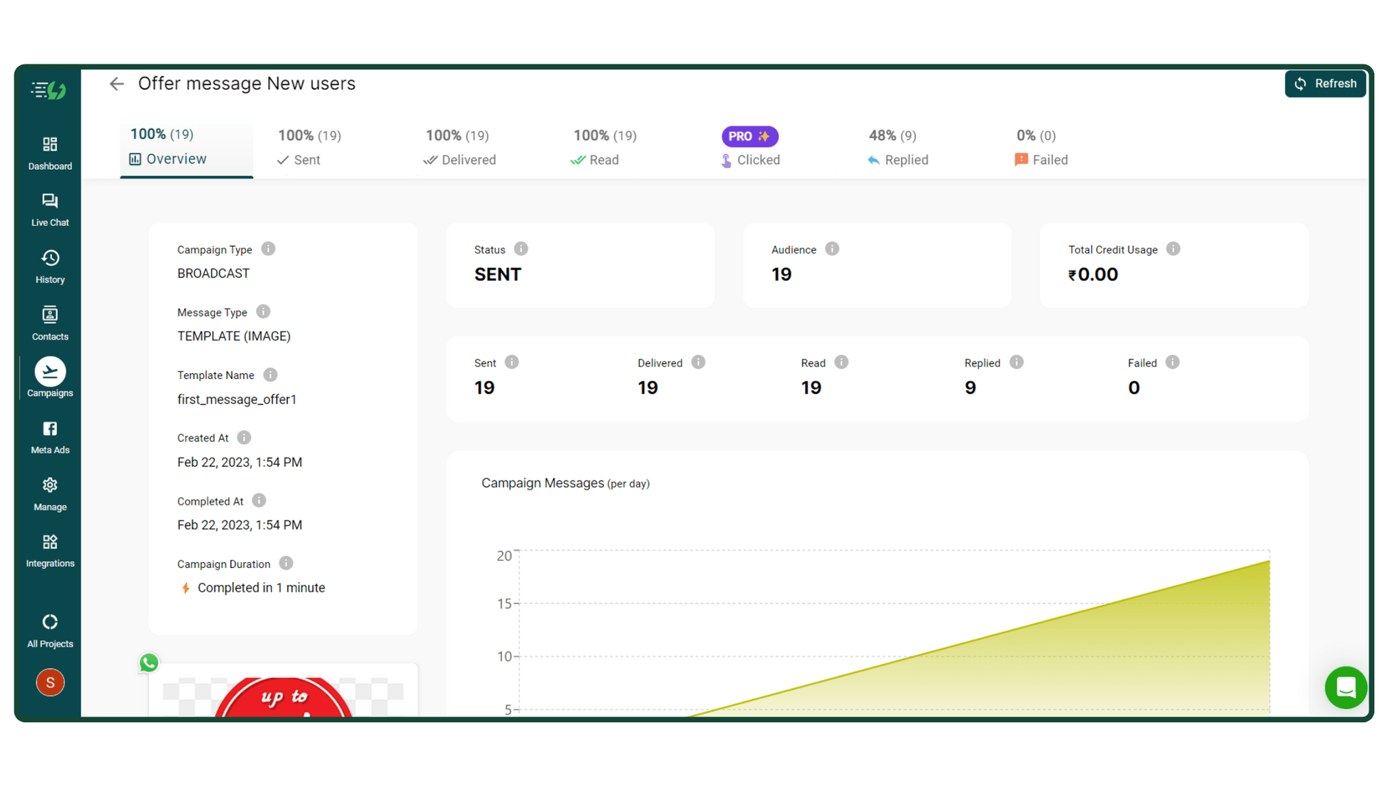 Offer message New users
Refresh
100% (19)
Overview
100% (19)
Sent
100% (19)
Delivered
100% (19)
Read
PRO
Clicked
48% (9)
Replied
0% (0)
Failed
Dashboard
Live Chat
History
Contacts
Campaigns
Meta Ads
Manage
Integrations
All Projects
S
Campaign Type
BROADCAST
Message Type
TEMPLATE (IMAGE)
Template Name
first_message_offer1
Created At
Feb 22, 2023, 1:54 PM
Completed At
Feb 22, 2023, 1:54 PM
Campaign Duration
Completed in 1 minute
up to
Status
SENT
Audience
19
Total Credit Usage
₹0.00
Sent
19
Delivered
19
Read
19
Replied
9
Failed
0
Campaign Messages (per day)
20
15
10
5